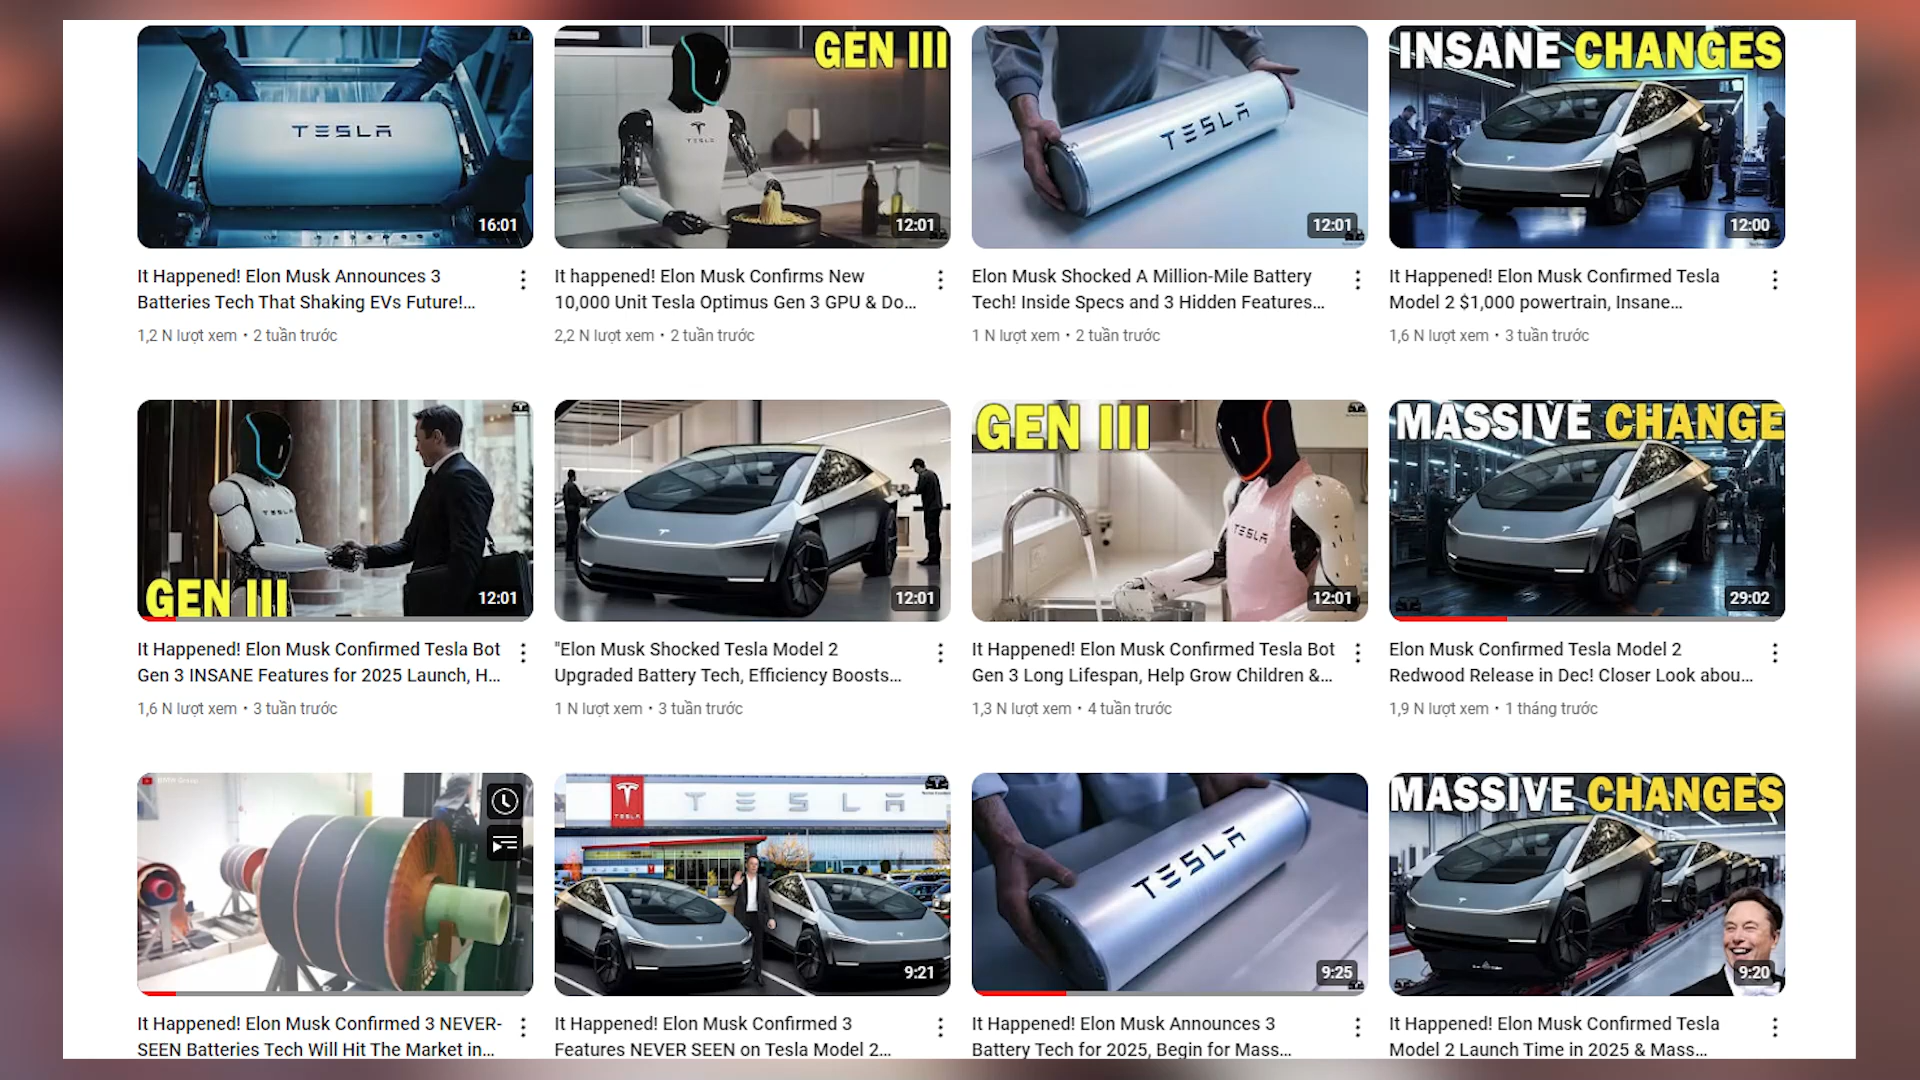 TESLA
16:01
It Happened! Elon Musk Announces 3
Batteries Tech That Shaking EVs Future!...
1,2 N lượt xem • 2 tuần trước
GEN III
TESLA
12:01
It happened! Elon Musk Confirms New
10,000 Unit Tesla Optimus Gen 3 GPU & Do...
2,2 N lượt xem • 2 tuần trước
TESLA
12:01
Elon Musk Shocked A Million-Mile Battery
Tech! Inside Specs and 3 Hidden Features...
1 N lượt xem • 2 tuần trước
INSANE CHANGES
12:00
It Happened! Elon Musk Confirmed Tesla
Model 2 $1,000 powertrain, Insane...
1,6 N lượt xem • 3 tuần trước
TESLA
GEN III
12:01
It Happened! Elon Musk Confirmed Tesla Bot
Gen 3 INSANE Features for 2025 Launch, H...
1,6 N lượt xem • 3 tuần trước
12:01
"Elon Musk Shocked Tesla Model 2
Upgraded Battery Tech, Efficiency Boosts...
1 N lượt xem • 3 tuần trước
GEN III
TESLA
12:01
It Happened! Elon Musk Confirmed Tesla Bot
Gen 3 Long Lifespan, Help Grow Children &...
1,3 N lượt xem • 4 tuần trước
MASSIVE CHANGE
29:02
Elon Musk Confirmed Tesla Model 2
Redwood Release in Dec! Closer Look abou...
1,9 N lượt xem • 1 tháng trước
BMW Group
It Happened! Elon Musk Confirmed 3 NEVER-
SEEN Batteries Tech Will Hit The Market in...
TESLA
TESLA
9:21
It Happened! Elon Musk Confirmed 3
Features NEVER SEEN on Tesla Model 2...
TESLA
9:25
It Happened! Elon Musk Announces 3
Battery Tech for 2025, Begin for Mass...
MASSIVE CHANGES
9:20
It Happened! Elon Musk Confirmed Tesla
Model 2 Launch Time in 2025 & Mass...